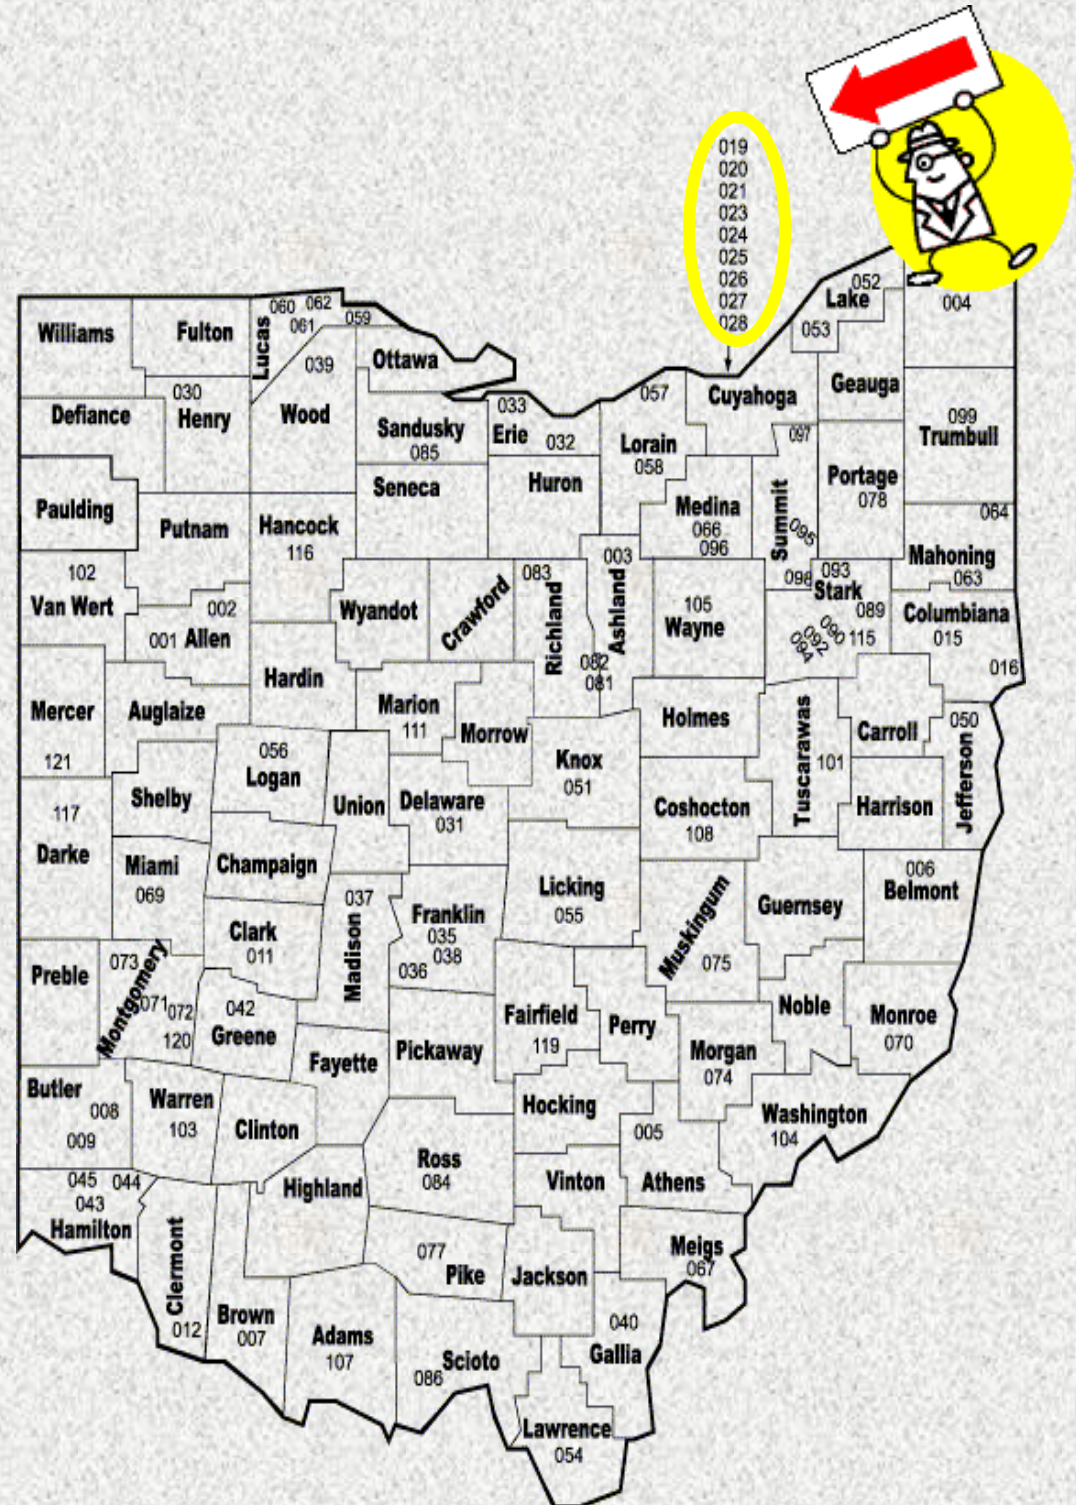 019
020
021
023
024
025
026
027
028
052
Lake
053
004
060 062
061
059
Williams
Fulton
Lucas
039
Ottawa
Geauga
057
Cuyahoga
030
Defiance
Henry
Wood
033
Erie
032
Sandusky
085
Lorain
058
097
099
Trumbull
Paulding
Putnam
Hancock
116
Seneca
Huron
Medina
066
096
Summit
095
Portage
078
064
Mahoning
063
102
Van Wert
002
001 Allen
Wyandot
Crawford
083
Richland
003
Ashland
082
081
105
Wayne
098
093
Stark
089
090
092
094
115
Columbiana
015
016
Mercer
121
Auglaize
Hardin
Marion
111
Morrow
Holmes
Tuscarawas
101
Carroll
050
Jefferson
056
Logan
Knox
051
117
Darke
Shelby
Union
Delaware
031
Coshocton
108
Harrison
Miami
069
Champaign
037
Madison
Licking
055
Muskingum
075
Guernsey
006
Belmont
Clark
011
Franklin
035
038
036
Preble
073
Montgomery
071
072
120
042
Greene
Fayette
Pickaway
Fairfield
119
Perry
Noble
Monroe
070
Morgan
074
Butler
008
009
Warren
103
Clinton
Hocking
005
Athens
Washington
104
Ross
084
Vinton
045 044
043
Hamilton
Highland
Clermont
012
077
Pike
Jackson
Meigs
067
Brown
007
Adams
107
086 Scioto
040
Gallia
Lawrence
054